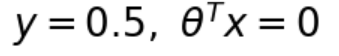 y = 0.5, θᵀx = 0